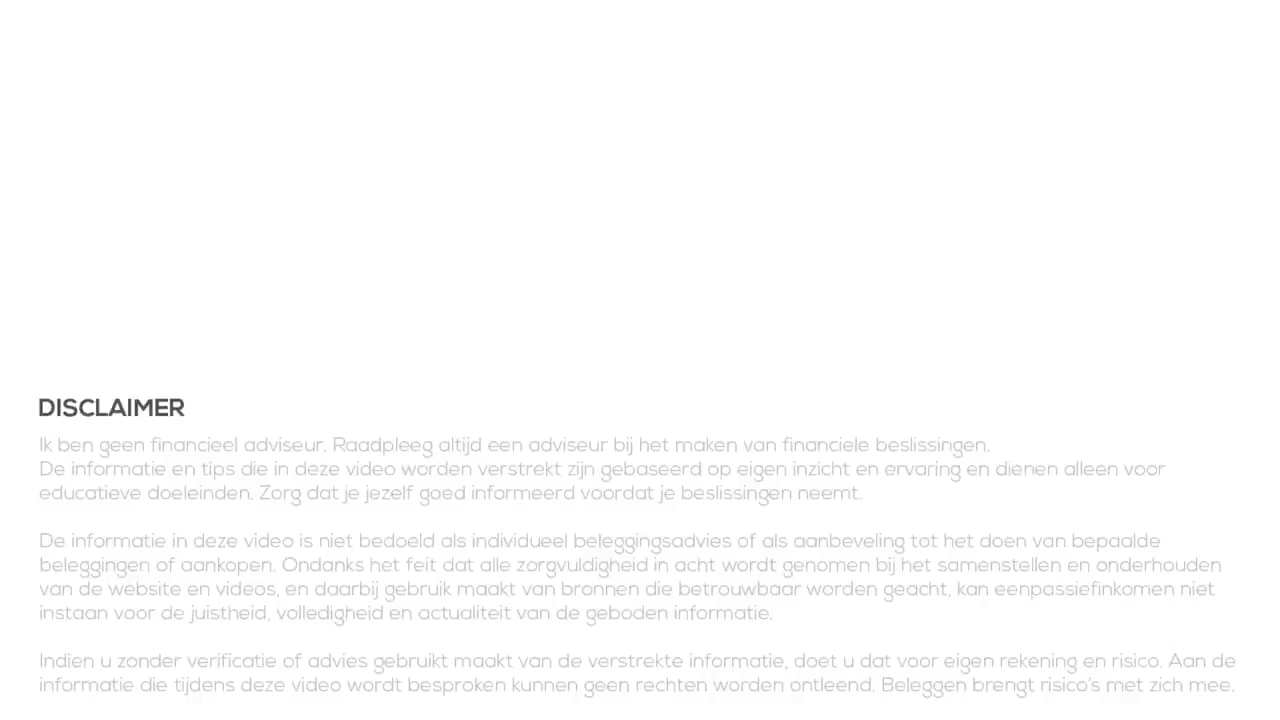 DISCLAIMER
Ik ben geen financieel adviseur. Raadpleeg altijd een adviseur bij het maken van financiele beslissingen.
De informatie en tips die in deze video worden verstrekt zijn gebaseerd op eigen inzicht en ervaring en dienen alleen voor
educatieve doeleinden. Zorg dat je jezelf goed informeerd voordat je beslissingen neemt.
De informatie in deze video is niet bedoeld als individueel beleggingsadvies of als aanbeveling tot het doen van bepaalde
beleggingen of aankopen. Ondanks het feit dat alle zorgvuldigheid in acht wordt genomen bij het samenstellen en onderhouden
van de website en videos, en daarbij gebruik maakt van bronnen die betrouwbaar worden geacht, kan eenpassiefinkomen niet
instaan voor de juistheid, volledigheid en actualiteit van de geboden informatie.
Indien u zonder verificatie of advies gebruikt maakt van de verstrekte informatie, doet u dat voor eigen rekening en risico. Aan de
informatie die tijdens deze video wordt besproken kunnen geen rechten worden ontleend. Beleggen brengt risico's met zich mee.